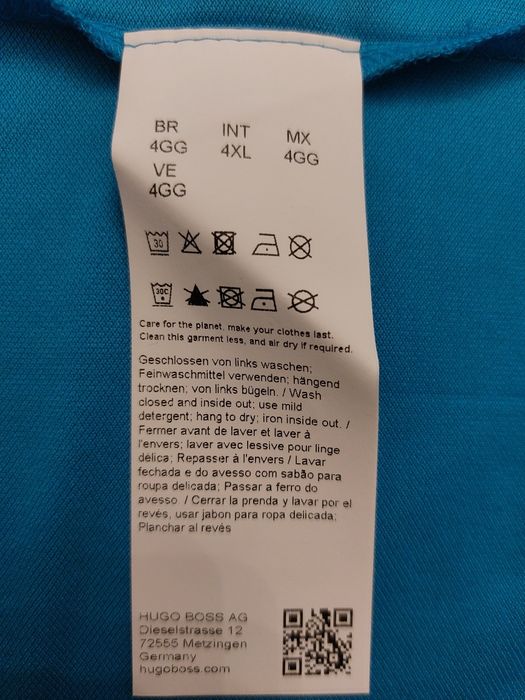 BR
4GG
INT
4XL
MX
4GG
VE
4GG
30
30C
Care for the planet, make your clothes last.
Clean this garment less, and air dry if required.
Geschlossen von links waschen;
Feinwaschmittel verwenden; hängend
trocknen; von links bügeln. / Wash
closed and inside out; use mild
detergent; hang to dry; iron inside out. /
Fermer avant de laver et laver à
l'envers; laver avec lessive pour linge
délica; Repasser à l'envers / Lavar
fechada e do avesso com sabão para
roupa delicada; Passar a ferro do
avesso. / Cerrar la prenda y lavar por el
revés, usar jabon para ropa delicada;
Planchar al revés
HUGO BOSS AG
Dieselstrasse 12
72555 Metzingen
Germany
hugoboss.com